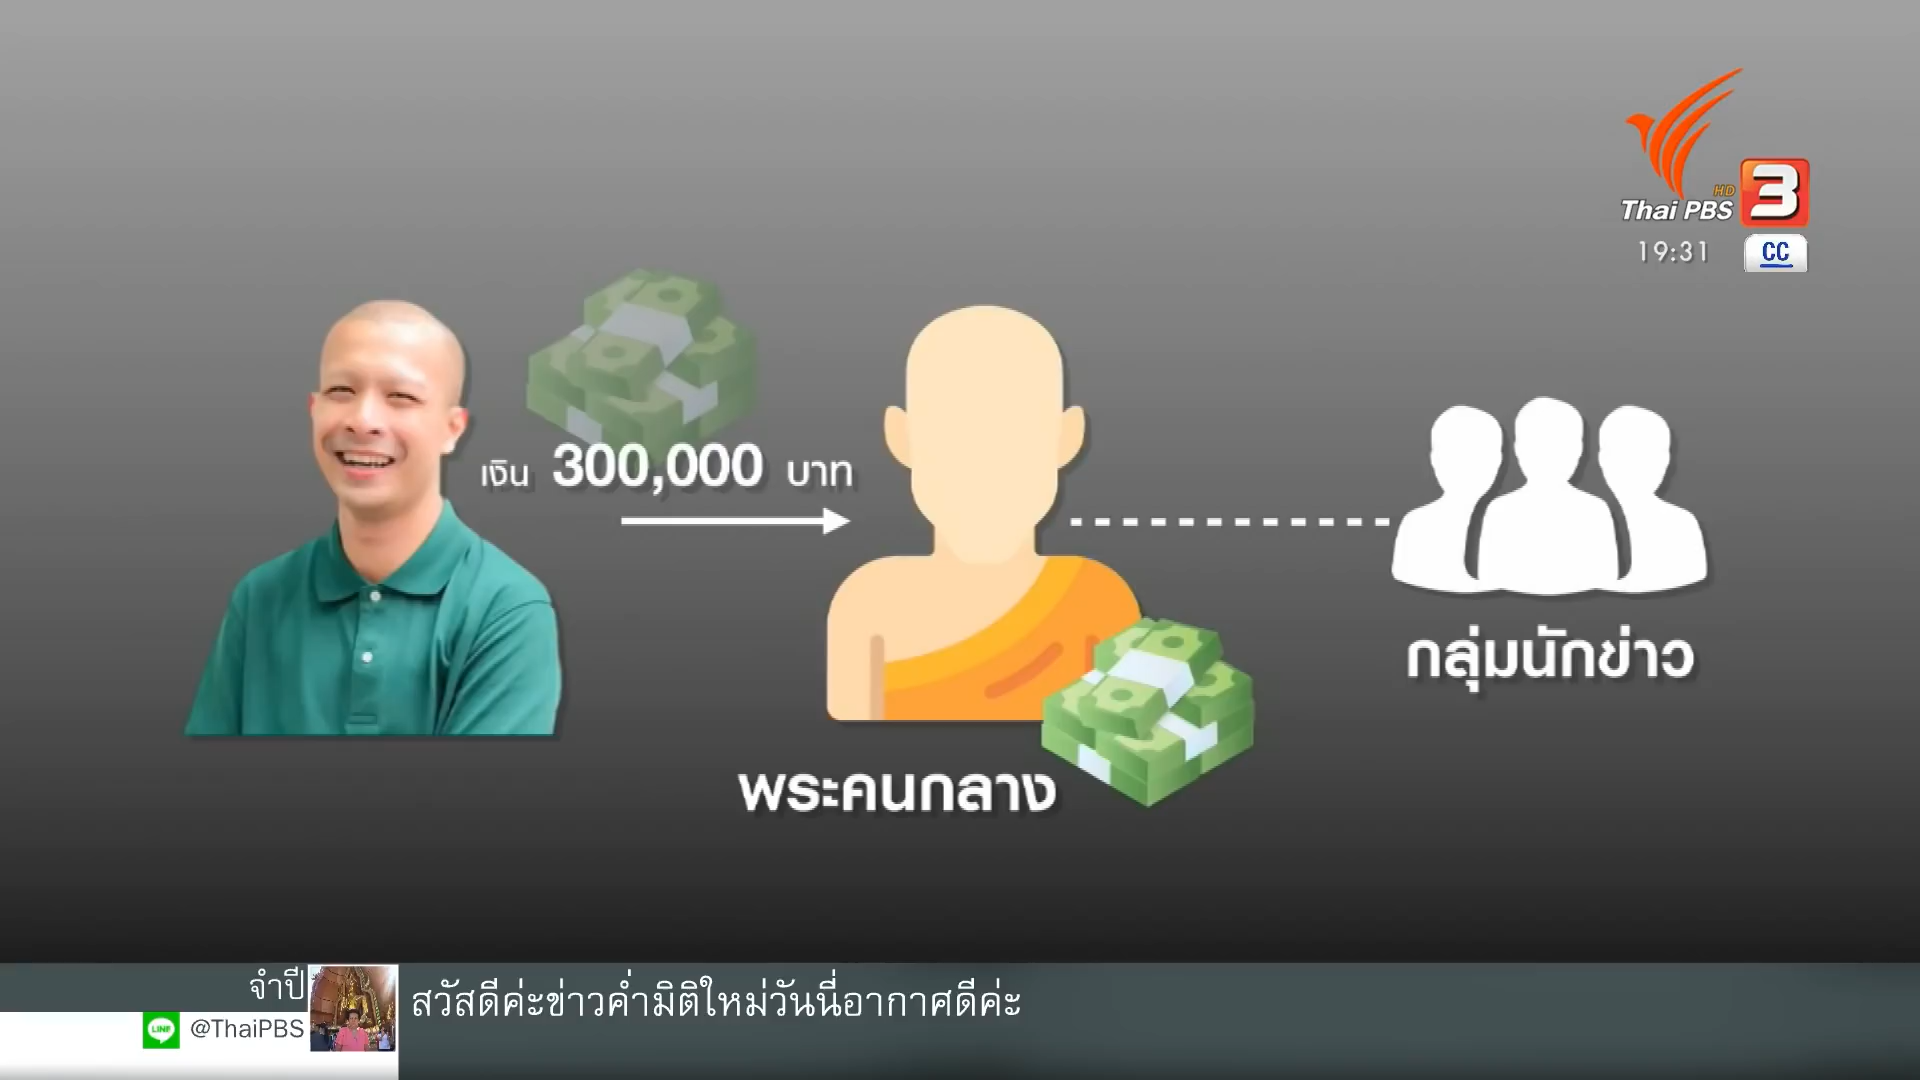 HD
Thai PBS 3
19:31 CC
เงิน 300,000 บาท
กลุ่มนักข่าว
พระคนกลาง
จำปี
LINE @ThaiPBS
สวัสดีค่ะข่าวค่ำมิติใหม่วันนี่อากาศดีค่ะ